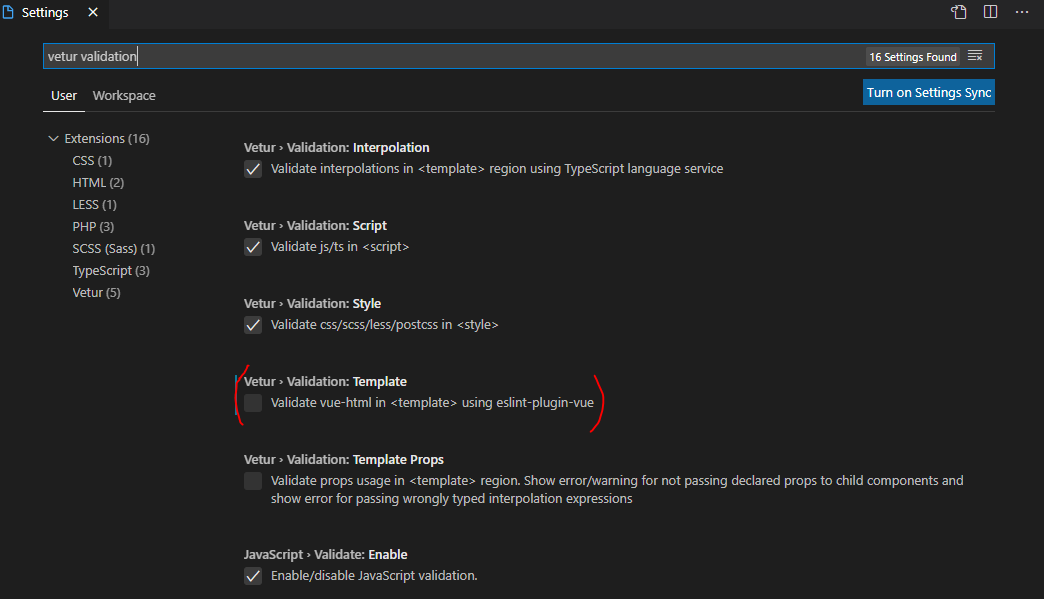 Settings
vetur validation
16 Settings Found
User
Workspace
Turn on Settings Sync
Extensions (16)
CSS (1)
HTML (2)
LESS (1)
PHP (3)
SCSS (Sass) (1)
TypeScript (3)
Vetur (5)
Vetur › Validation: Interpolation
Validate interpolations in <template> region using TypeScript language service
Vetur › Validation: Script
Validate js/ts in <script>
Vetur › Validation: Style
Validate css/scss/less/postcss in <style>
Vetur › Validation: Template
Validate vue-html in <template> using eslint-plugin-vue
Vetur › Validation: Template Props
Validate props usage in <template> region. Show error/warning for not passing declared props to child components and
show error for passing wrongly typed interpolation expressions
JavaScript › Validate: Enable
Enable/disable JavaScript validation.